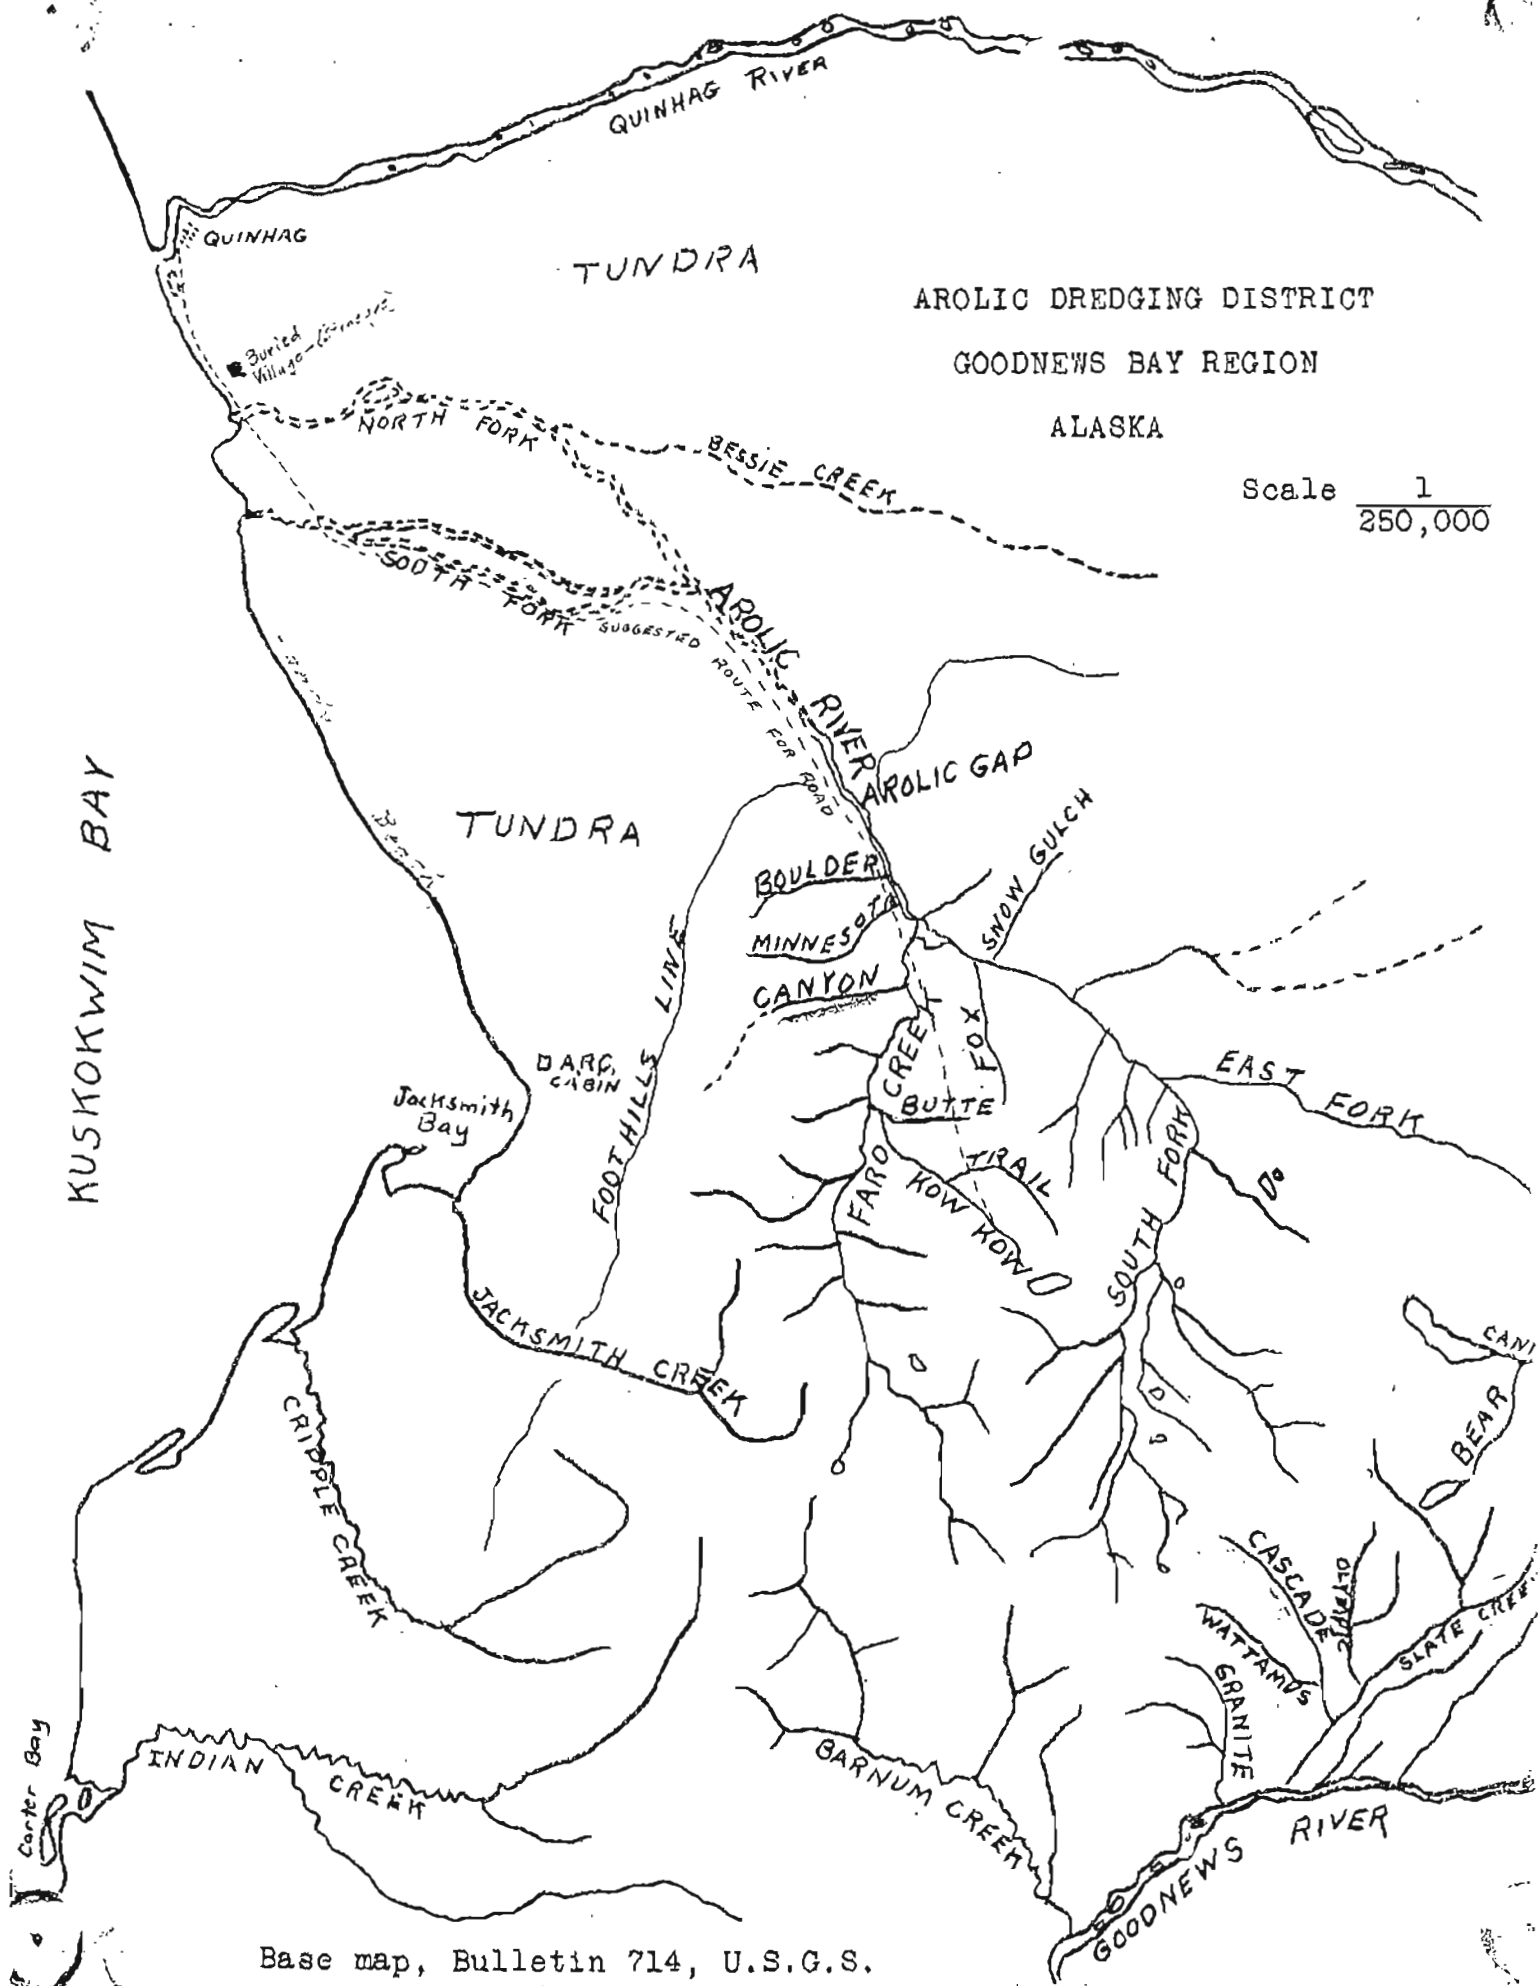 QUINHAG RIVER
QUINHAG
TUNDRA
AROLIC DREDGING DISTRICT
GOODNEWS BAY REGION
ALASKA
Scale 1
250,000
Buried
Village
NORTH FORK
BESSIE CREEK
SOUTH FORK
SUGGESTED ROUTE FOR ROAD
AROLIC RIVER
AROLIC GAP
KUSKOKWIM BAY
Beach
TUNDRA
BOULDER
SNOW GULCH
MINNESOTA
CANYON
FOOTHILLS LINE
CABIN
Jacksmith
Bay
FOX
CREE
BUTTE
EAST FORK
TRAIL
FARO
KOW KOW
SOUTH FORK
JACKSMITH CREEK
CRIPPLE CREEK
CANI
BEAR
CASCADE
WATTAMUS
SLATE CREE
GRANITE
Carter Bay
INDIAN CREEK
BARNUM CREEK
GOODNEWS RIVER
Base map, Bulletin 714, U.S.G.S.